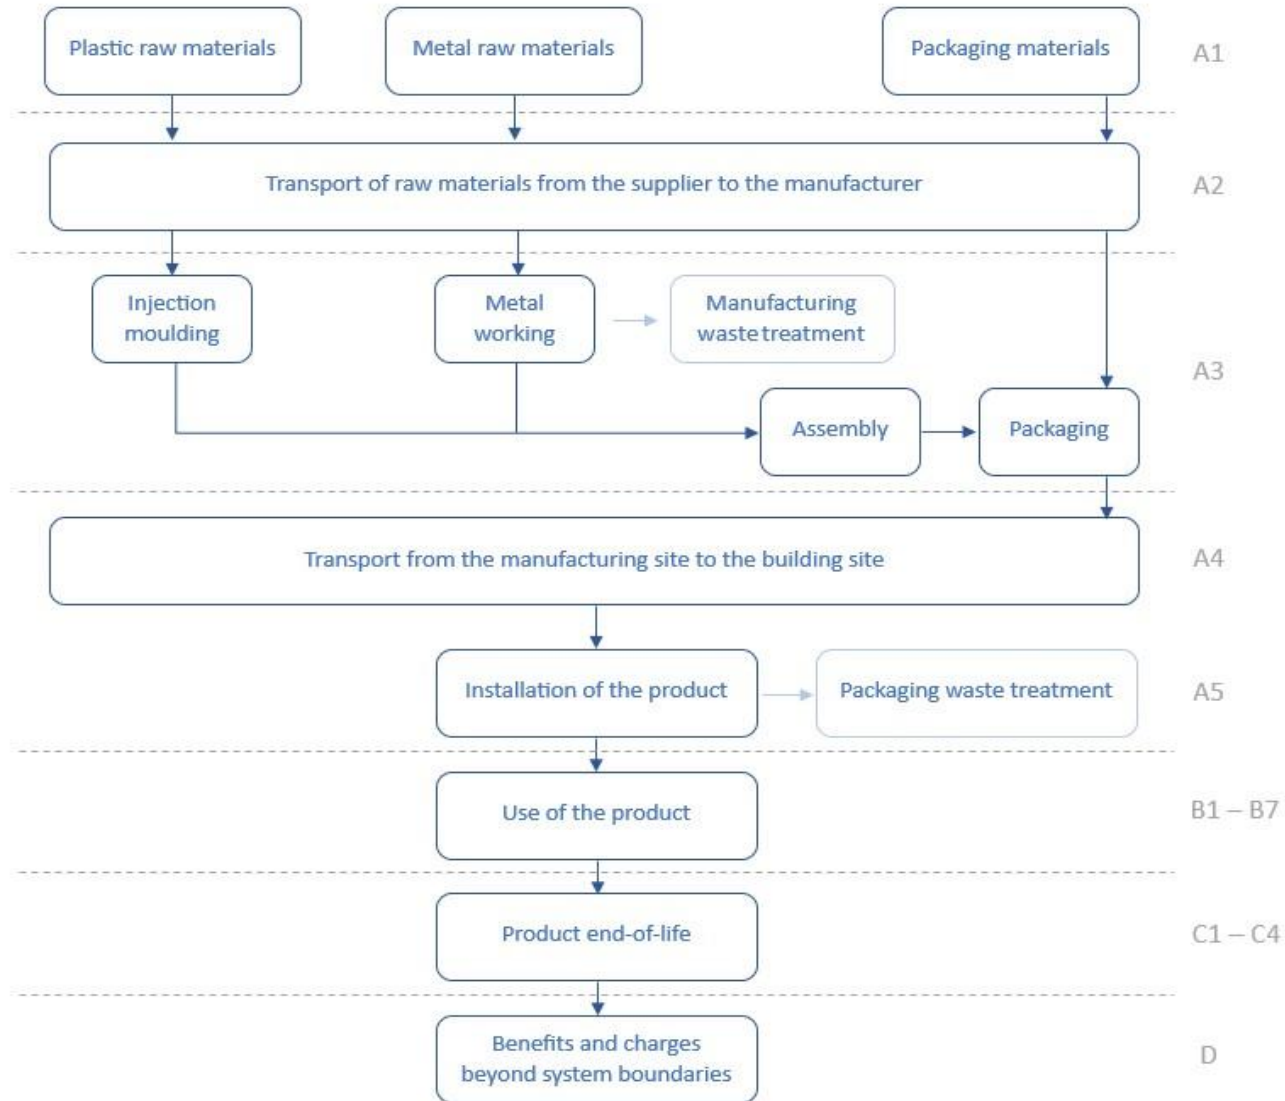 Plastic raw materials
Metal raw materials
Packaging materials
A1
Transport of raw materials from the supplier to the manufacturer
A2
Injection
moulding
Metal
working
Manufacturing
waste treatment
A3
Assembly
Packaging
Transport from the manufacturing site to the building site
A4
Installation of the product
Packaging waste treatment
A5
Use of the product
B1 – B7
Product end-of-life
C1 – C4
Benefits and charges
beyond system boundaries
D